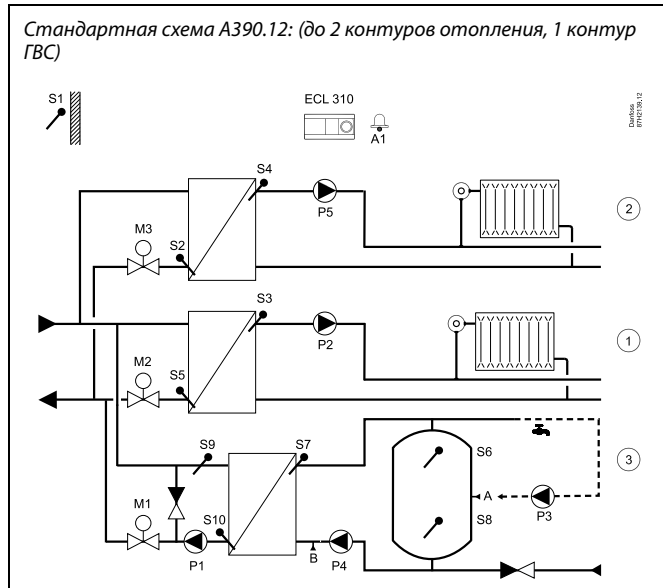 Стандартная схема A390.12: (до 2 контуров отопления, 1 контур
ГВС)
S1
ECL 310
A1
Danfoss
87H2139.12
S4
P5
2
M3
S2
S3
P2
1
M2
S5
S9
S7
S6
3
A
P3
S8
M1
S10
P1
B
P4